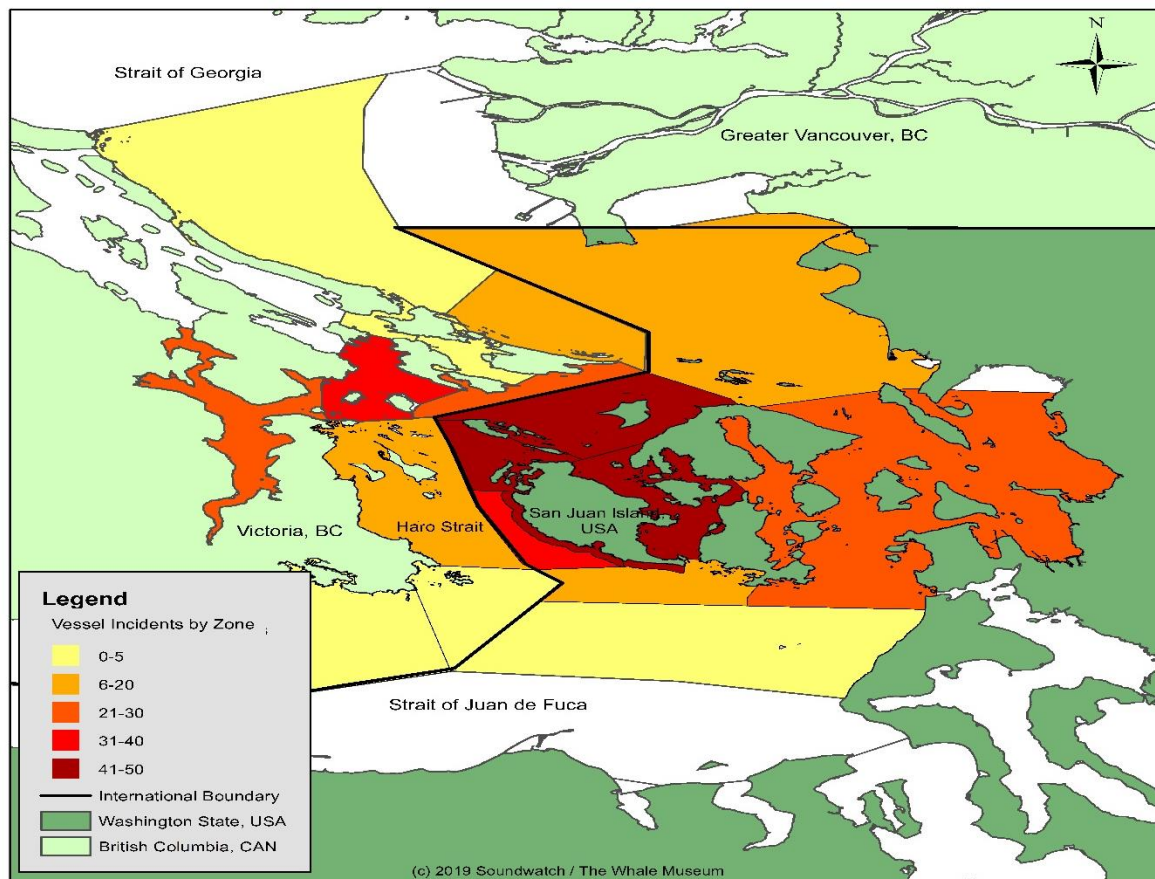 N
Strait of Georgia
Greater Vancouver, BC
San Juan Island
USA
Haro Strait
Victoria, BC
Strait of Juan de Fuca
Legend
Vessel Incidents by Zone ;
0-5
6-20
21-30
31-40
41-50
International Boundary
Washington State, USA
British Columbia, CAN
(c) 2019 Soundwatch / The Whale Museum